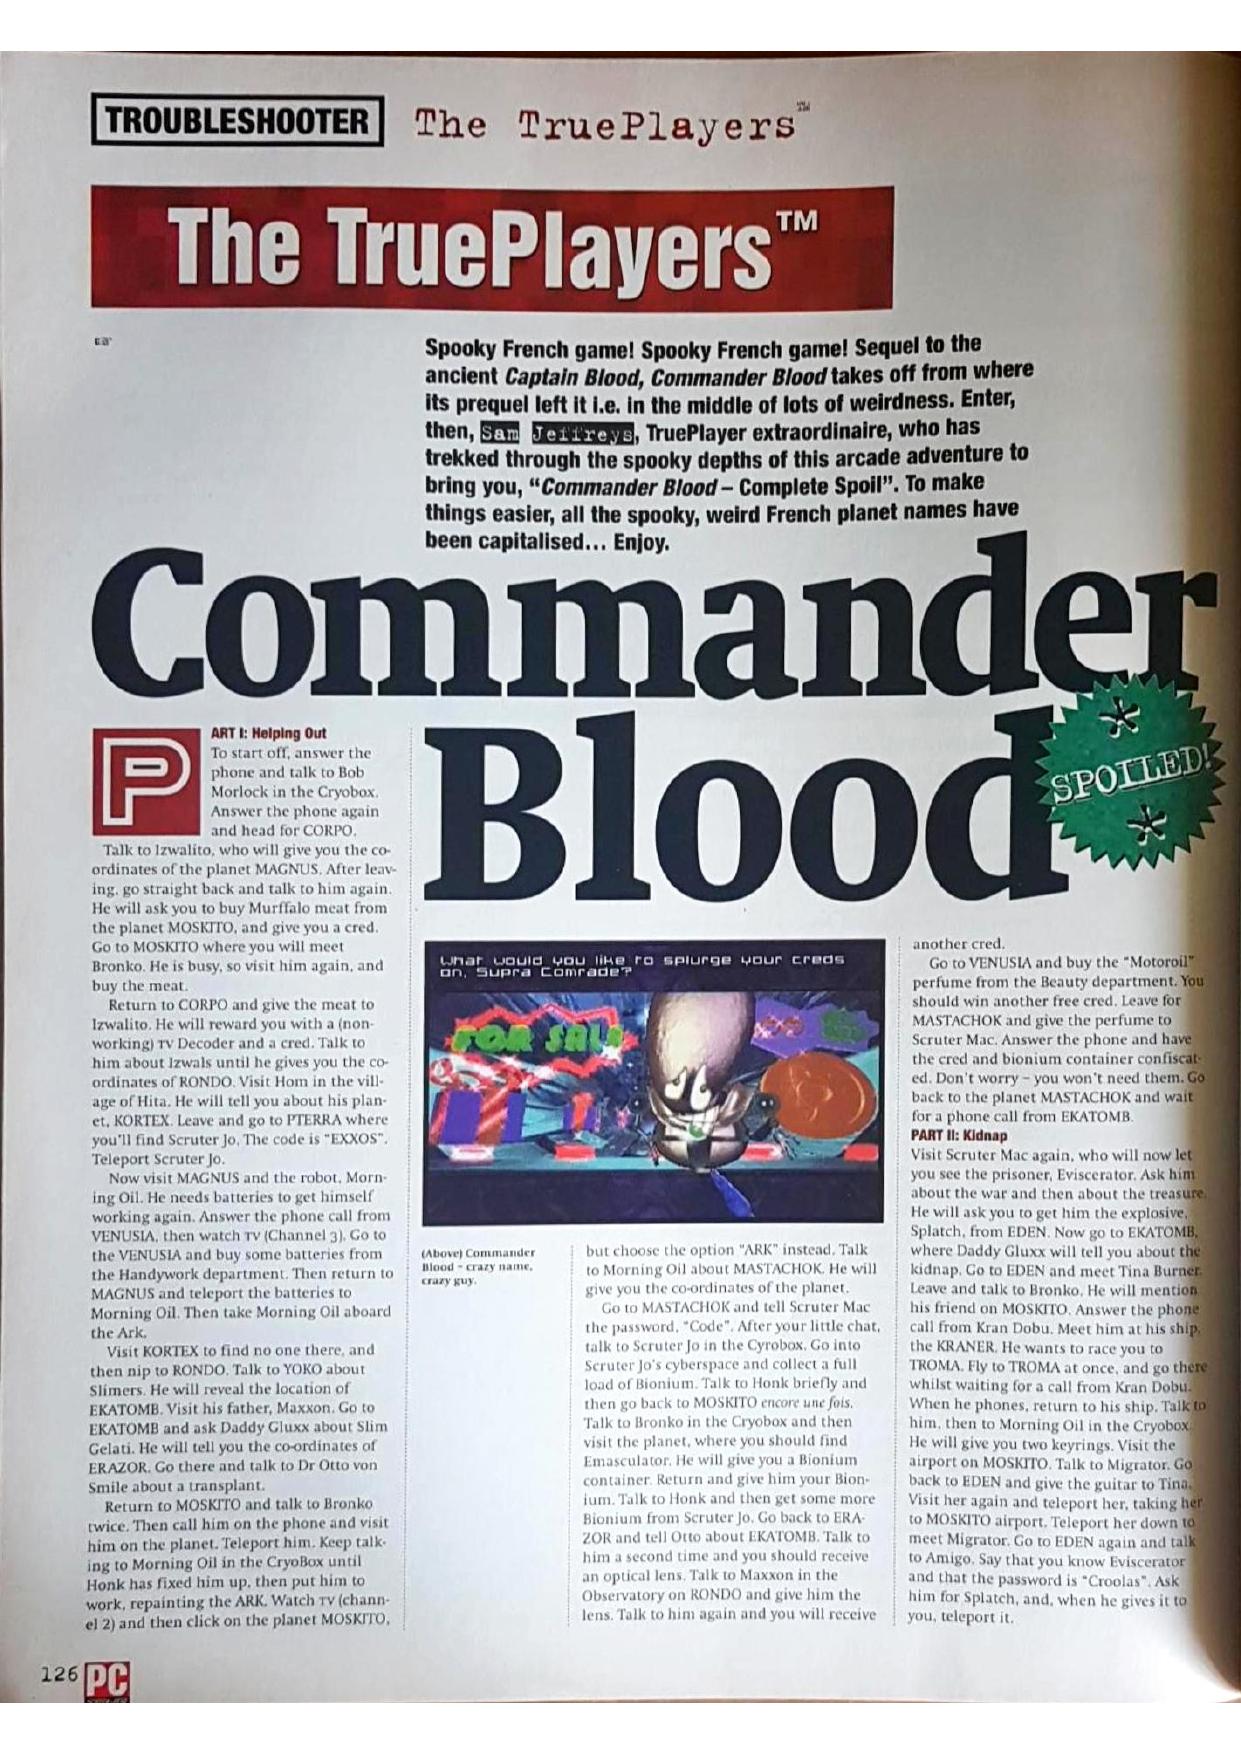 TROUBLESHOOTER The TruePlayers™
The TruePlayers™
Spooky French game! Spooky French game! Sequel to the
ancient Captain Blood, Commander Blood takes off from where
its prequel left it i.e. in the middle of lots of weirdness. Enter,
then, Sam Jeffreys, TruePlayer extraordinaire, who has
trekked through the spooky depths of this arcade adventure to
bring you, “Commander Blood – Complete Spoil”. To make
things easier, all the spooky, weird French planet names have
been capitalised... Enjoy.
Commander
Blood
SPOILED!
PART I: Helping Out
To start off, answer the
phone and talk to Bob
Morlock in the Cryobox.
Answer the phone again
and head for CORPO.
Talk to Izwalito, who will give you the co-
ordinates of the planet MAGNUS. After leav-
ing, go straight back and talk to him again.
He will ask you to buy Murffalo meat from
the planet MOSKITO, and give you a cred.
Go to MOSKITO where you will meet
Bronko. He is busy, so visit him again, and
buy the meat.
Return to CORPO and give the meat to
Izwalito. He will reward you with a (non-
working) TV Decoder and a cred. Talk to
him about Izwals until he gives you the co-
ordinates of RONDO. Visit Hom in the vill-
age of Hita. He will tell you about his plan-
et, KORTEX. Leave and go to PTERRA where
you'll find Scruter Jo. The code is “EXXOS”.
Teleport Scruter Jo.
Now visit MAGNUS and the robot, Morn-
ing Oil. He needs batteries to get himself
working again. Answer the phone call from
VENUSIA, then watch TV (Channel 3). Go to
the VENUSIA and buy some batteries from
the Handywork department. Then return to
MAGNUS and teleport the batteries to
Morning Oil. Then take Morning Oil aboard
the Ark.
Visit KORTEX to find no one there, and
then nip to RONDO. Talk to YOKO about
Slimers. He will reveal the location of
EKATOMB. Visit his father, Maxxon. Go to
EKATOMB and ask Daddy Gluxx about Slim
Gelati. He will tell you the co-ordinates of
ERAZOR. Go there and talk to Dr Otto von
Smile about a transplant.
Return to MOSKITO and talk to Bronko
twice. Then call him on the phone and visit
him on the planet. Teleport him. Keep talk-
ing to Morning Oil in the CryoBox until
Honk has fixed him up, then put him to
work, repainting the ARK. Watch TV (chann-
el 2) and then click on the planet MOSKITO,
What would you like to splurge your creds
on, Supra Comrade?
FOR SALE
(Above) Commander
Blood – crazy name,
crazy guy.
but choose the option “ARK” instead. Talk
to Morning Oil about MASTACHOK. He will
give you the co-ordinates of the planet.
Go to MASTACHOK and tell Scruter Mac
the password, “Code”. After your little chat,
talk to Scruter Jo in the Cyrobox. Go into
Scruter Jo's cyberspace and collect a full
load of Bionium. Talk to Honk briefly and
then go back to MOSKITO encore une fois.
Talk to Bronko in the Cryobox and then
visit the planet, where you should find
Emasculator. He will give you a Bionium
container. Return and give him your Bion-
ium. Talk to Honk and then get some more
Bionium from Scruter Jo. Go back to ERA-
ZOR and tell Otto about EKATOMB. Talk to
him a second time and you should receive
an optical lens. Talk to Maxxon in the
Observatory on RONDO and give him the
lens. Talk to him again and you will receive
another cred.
Go to VENUSIA and buy the “Motoroil”
perfume from the Beauty department. You
should win another free cred. Leave for
MASTACHOK and give the perfume to
Scruter Mac. Answer the phone and have
the cred and bionium container confiscat-
ed. Don't worry – you won't need them. Go
back to the planet MASTACHOK and wait
for a phone call from EKATOMB.
PART II: Kidnap
Visit Scruter Mac again, who will now let
you see the prisoner, Eviscerator. Ask him
about the war and then about the treasure.
He will ask you to get him the explosive,
Splatch, from EDEN. Now go to EKATOMB,
where Daddy Gluxx will tell you about the
kidnap. Go to EDEN and meet Tina Burner.
Leave and talk to Bronko. He will mention
his friend on MOSKITO. Answer the phone
call from Kran Dobu. Meet him at his ship,
the KRANER. He wants to race you to
TROMA. Fly to TROMA at once, and go there
whilst waiting for a call from Kran Dobu.
When he phones, return to his ship. Talk to
him, then to Morning Oil in the Cryobox.
He will give you two keyrings. Visit the
airport on MOSKITO. Talk to Migrator. Go
back to EDEN and give the guitar to Tina.
Visit her again and teleport her, taking her
to MOSKITO airport. Teleport her down to
meet Migrator. Go to EDEN again and talk
to Amigo. Say that you know Eviscerator
and that the password is “Croolas”. Ask
him for Splatch, and, when he gives it to
you, teleport it.
126 PC